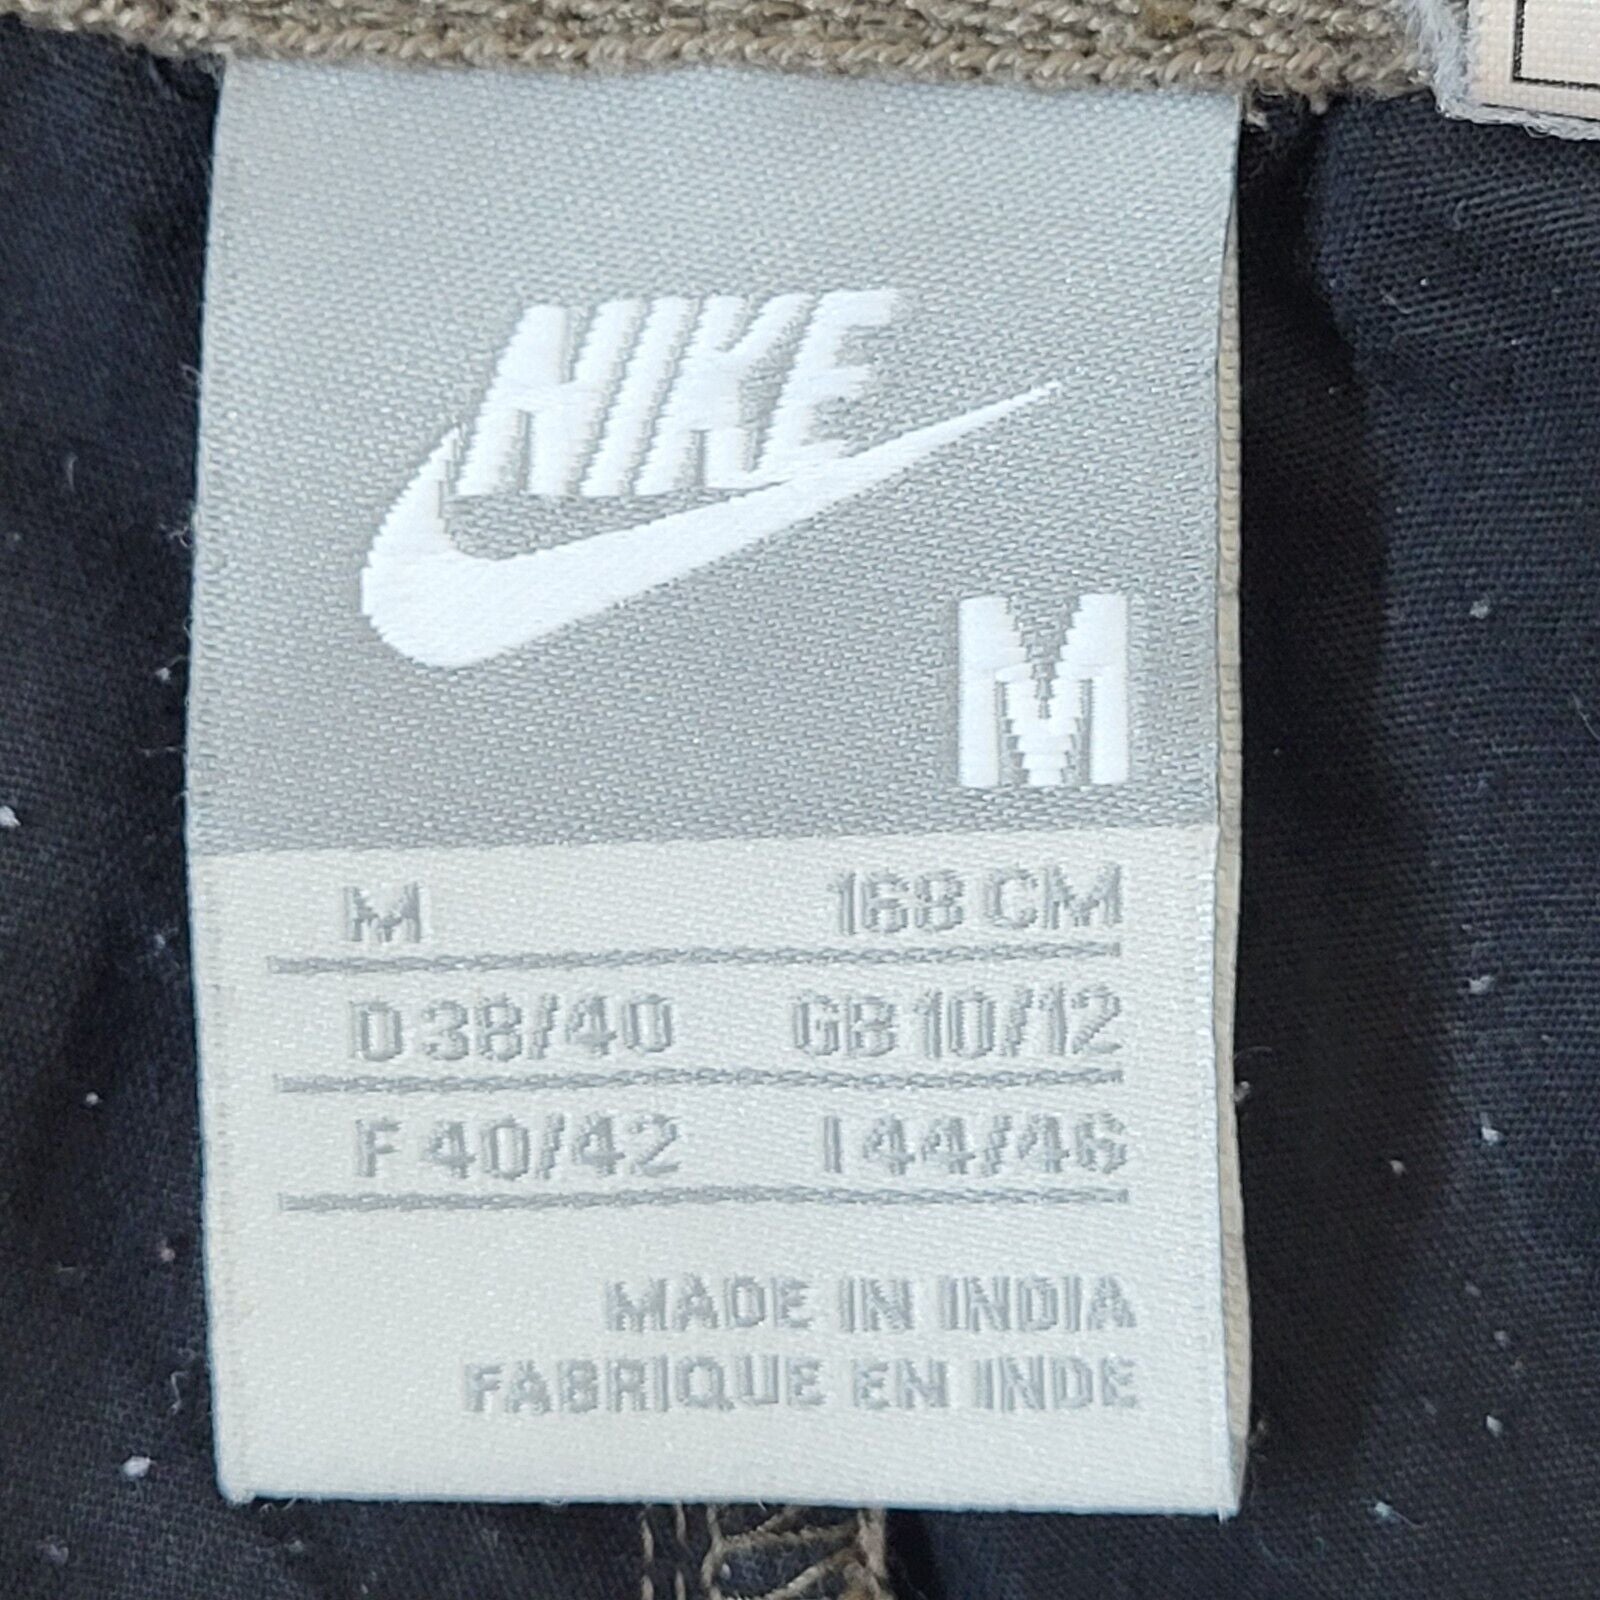 NIKE
M
M 168 CM
D 38/40 GB 10/12
F 40/42 I 44/46
MADE IN INDIA
FABRIQUE EN INDE